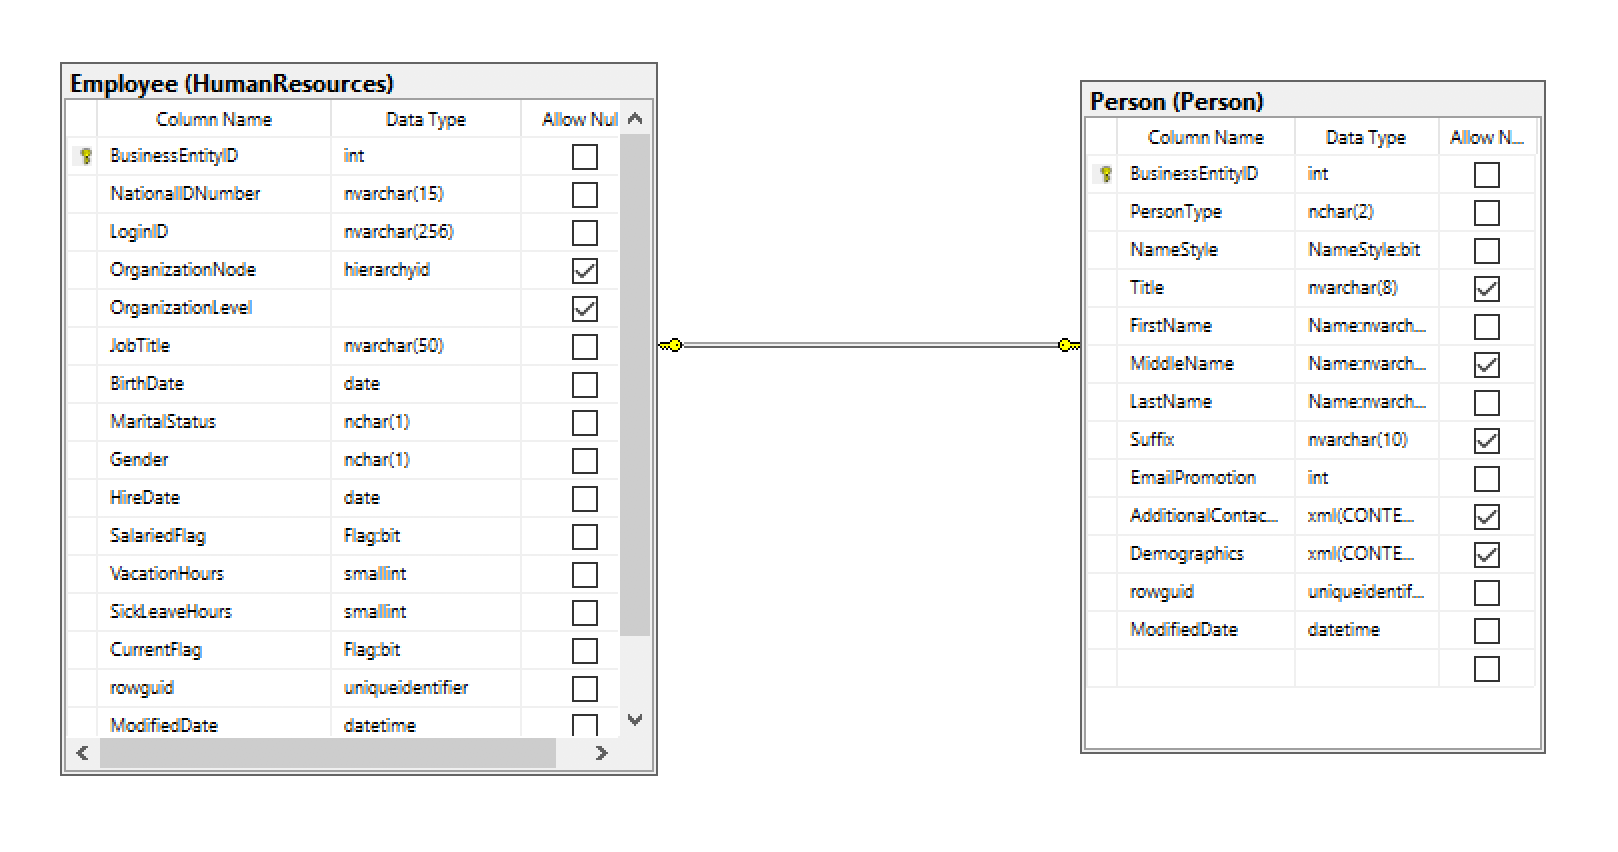 Employee (HumanResources)
Column Name Data Type Allow Nul
BusinessEntityID int
NationalIDNumber nvarchar(15)
LoginID nvarchar(256)
OrganizationNode hierarchyid
OrganizationLevel
JobTitle nvarchar(50)
BirthDate date
MaritalStatus nchar(1)
Gender nchar(1)
HireDate date
SalariedFlag Flag:bit
VacationHours smallint
SickLeaveHours smallint
CurrentFlag Flag:bit
rowguid uniqueidentifier
ModifiedDate datetime
Person (Person)
Column Name Data Type Allow N...
BusinessEntityID int
PersonType nchar(2)
NameStyle NameStyle:bit
Title nvarchar(8)
FirstName Name:nvarch...
MiddleName Name:nvarch...
LastName Name:nvarch...
Suffix nvarchar(10)
EmailPromotion int
AdditionalContac... xml(CONTE...
Demographics xml(CONTE...
rowguid uniqueidentif...
ModifiedDate datetime